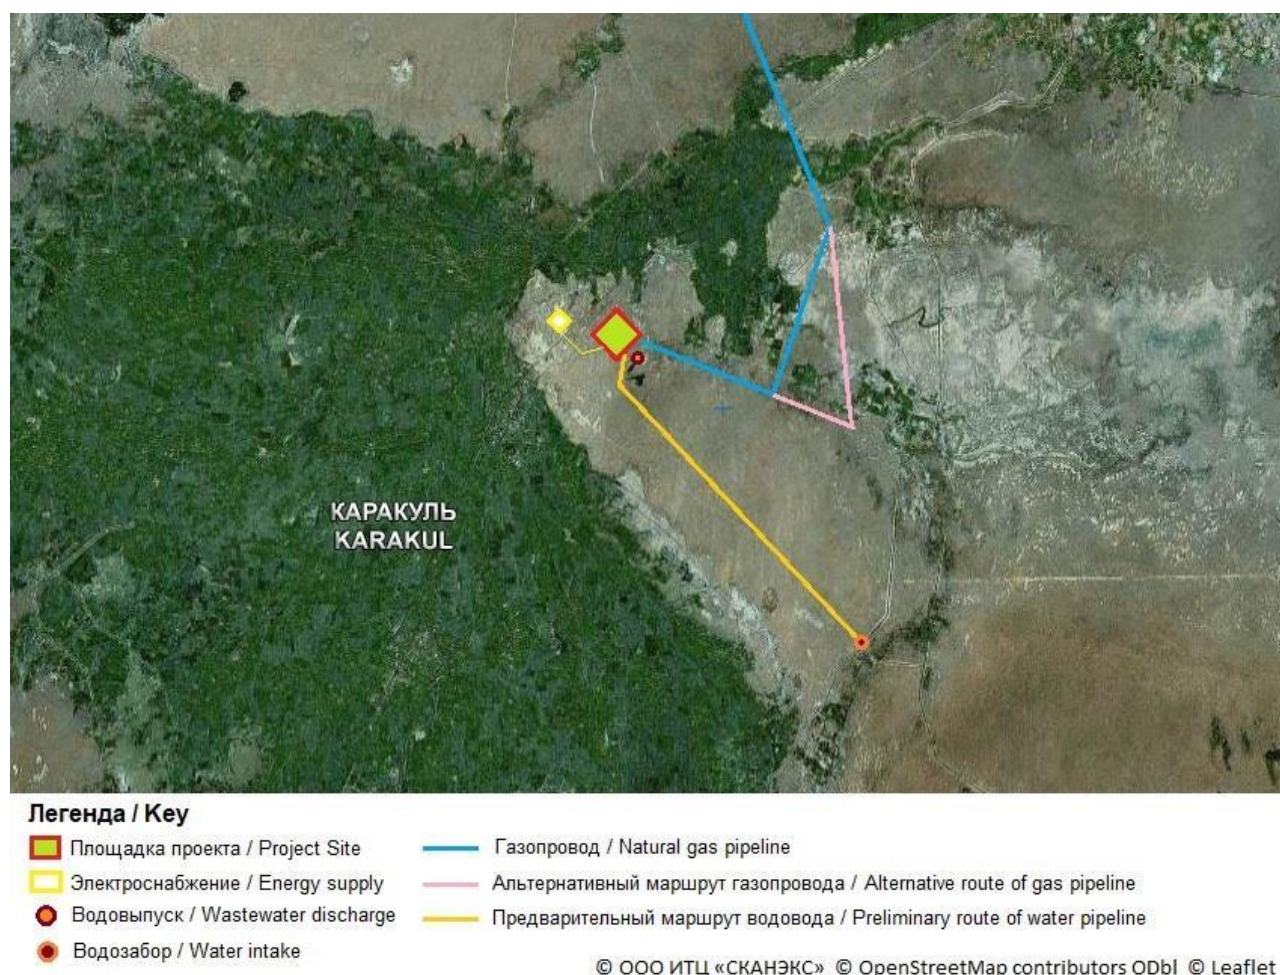 КАРАКУЛЬ
KARAKUL
Легенда / Key
Площадка проекта / Project Site
Электроснабжение / Energy supply
Водовыпуск / Wastewater discharge
Водозабор / Water intake
Газопровод / Natural gas pipeline
Альтернативный маршрут газопровода / Alternative route of gas pipeline
Предварительный маршрут водовода / Preliminary route of water pipeline
© ООО ИТЦ «СКАНЭКС» © OpenStreetMap contributors ODbl © Leaflet